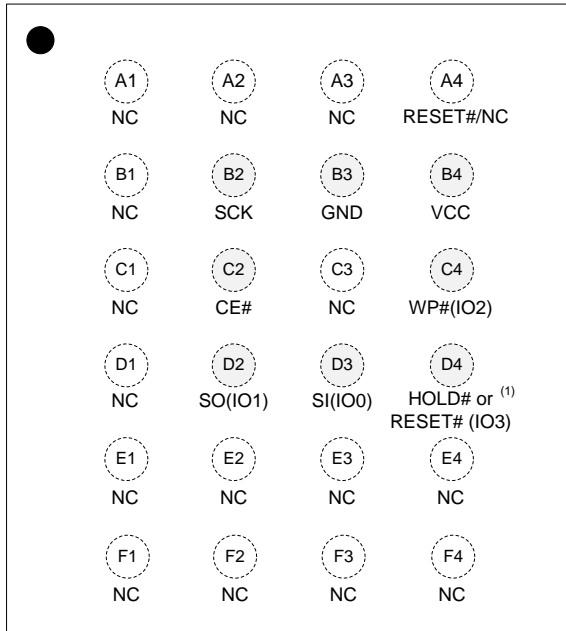 A1 A2 A3 A4
NC NC NC RESET#/NC
B1 B2 B3 B4
NC SCK GND VCC
C1 C2 C3 C4
NC CE# NC WP#(IO2)
D1 D2 D3 D4
NC SO(IO1) SI(IO0) HOLD# or (1)
RESET# (IO3)
E1 E2 E3 E4
NC NC NC NC
F1 F2 F3 F4
NC NC NC NC